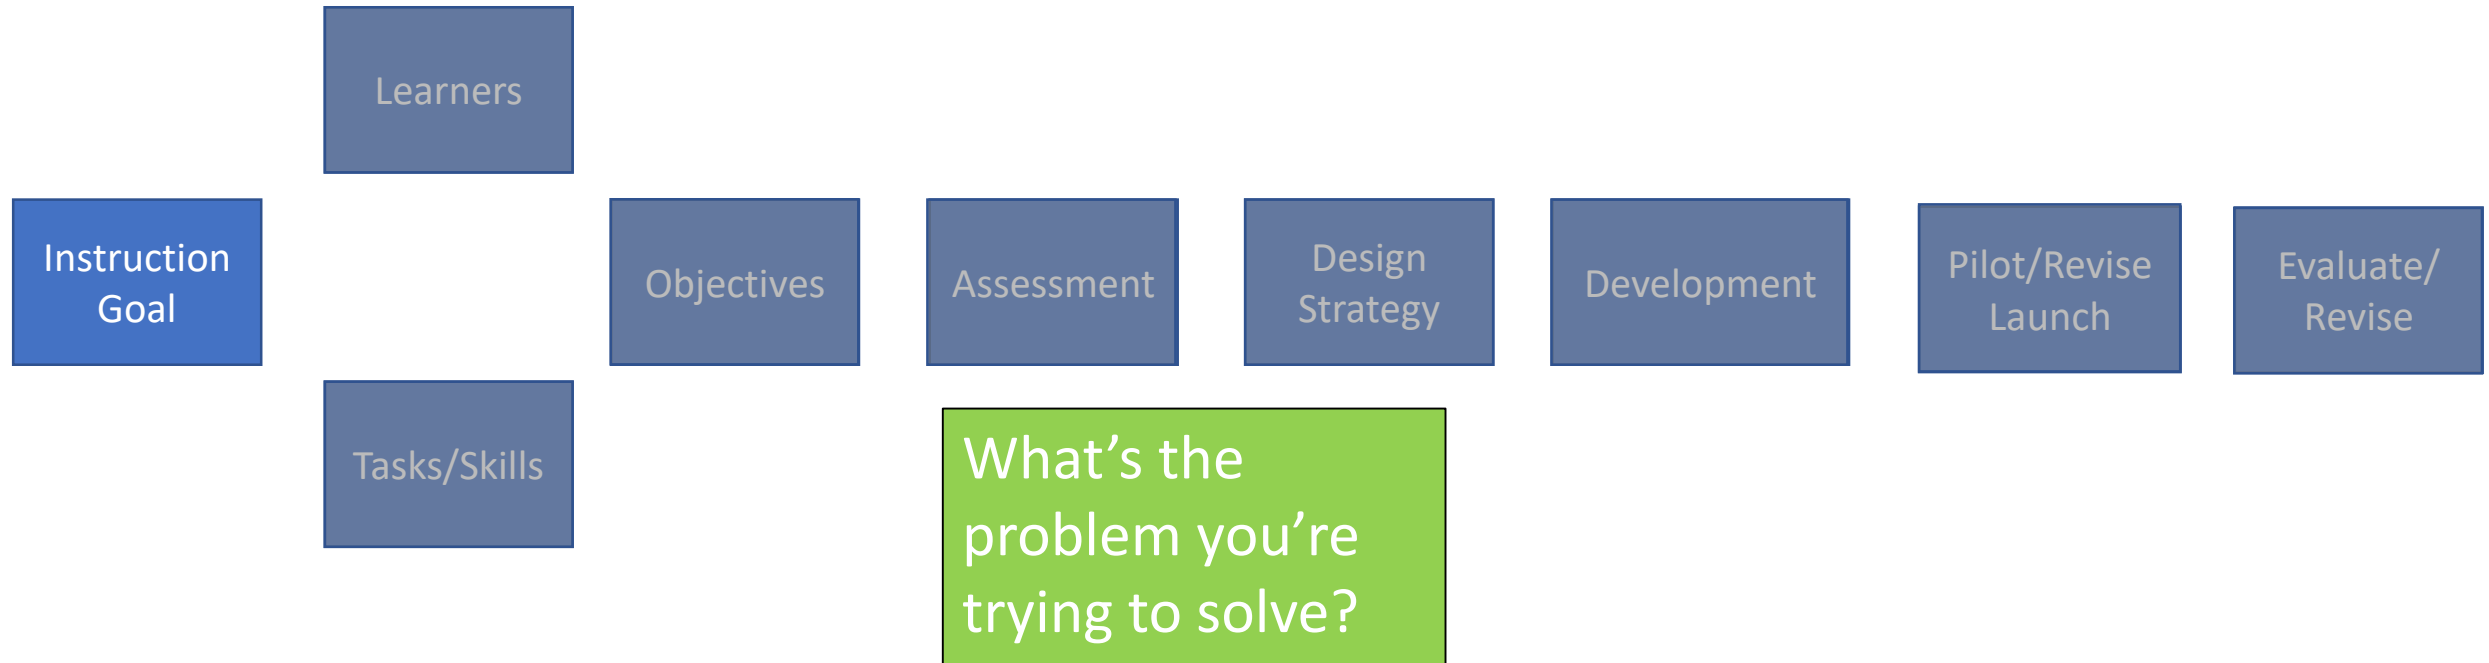 Learners
Instruction
Goal
Tasks/Skills
Objectives
Assessment
Design
Strategy
Development
Pilot/Revise
Launch
Evaluate/
Revise
What’s the
problem you’re
trying to solve?